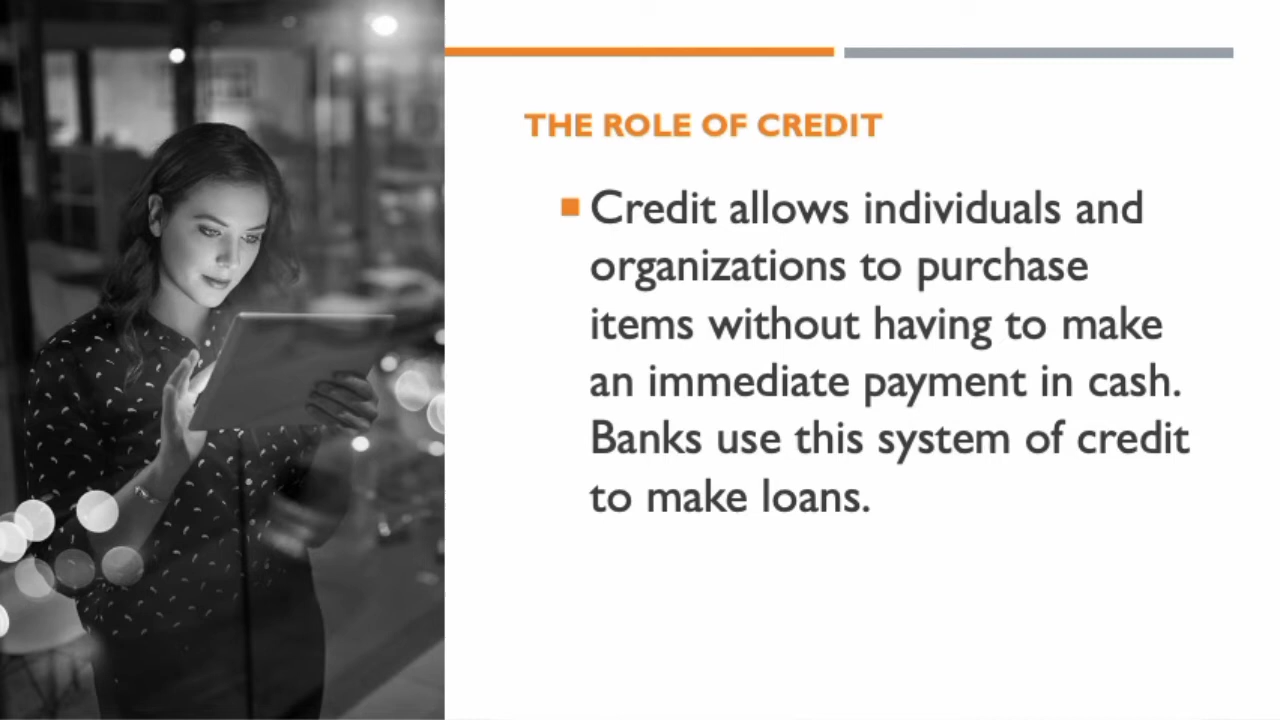 THE ROLE OF CREDIT
Credit allows individuals and
organizations to purchase
items without having to make
an immediate payment in cash.
Banks use this system of credit
to make loans.